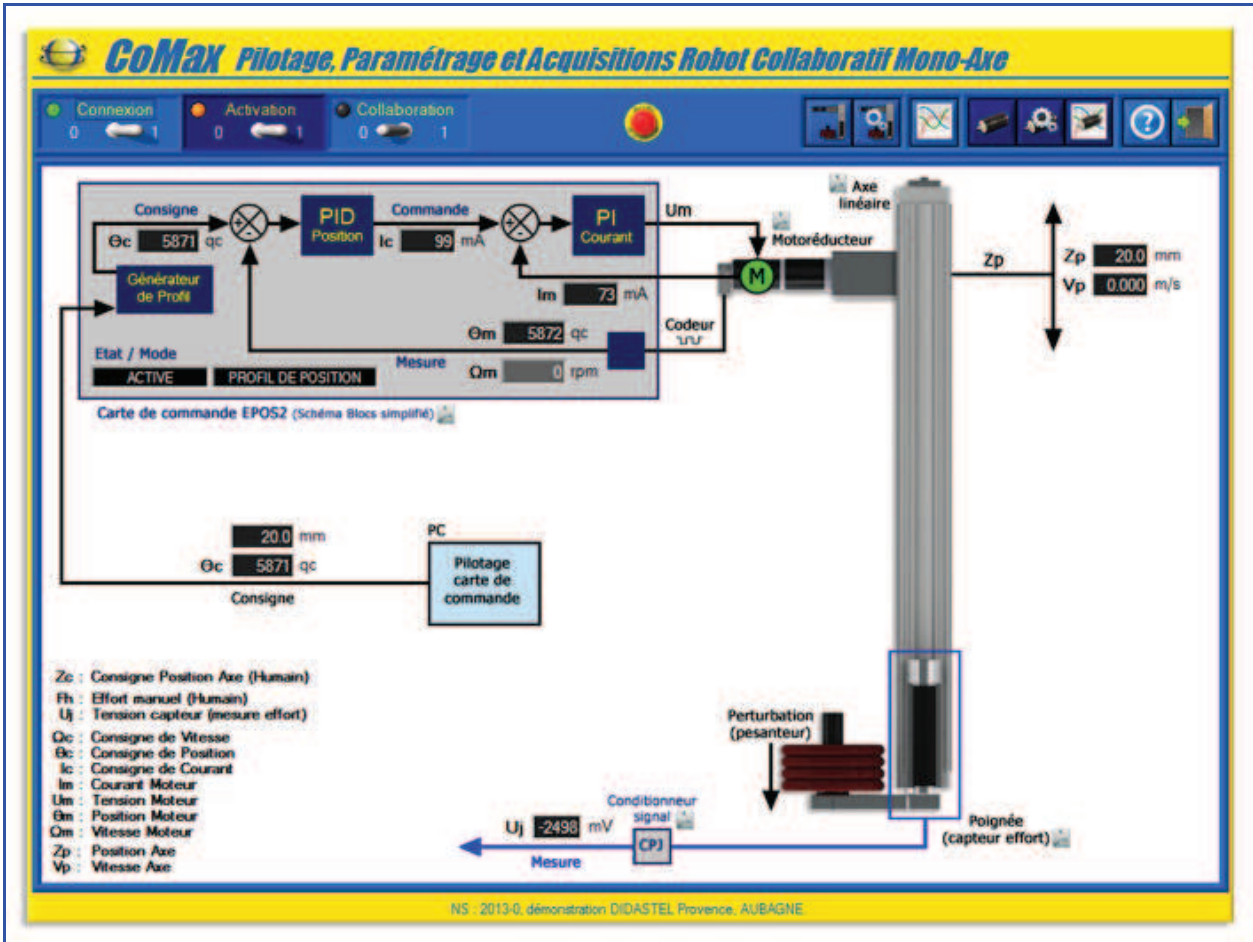 CoMax Pilotage, Paramétrage et Acquisitions Robot Collaboratif Mono-Axe
Connexion
0 1
Activation
0 1
Collaboration
0 1
?
Consigne
Θc 5871 qc
PID
Position
Commande
Ic 99 mA
PI
Courant
Um
Générateur
de Profil
Im 73 mA
Θm 5872 qc
Mesure
Ωm 0 rpm
Codeur
Etat / Mode
ACTIVE
PROFIL DE POSITION
Carte de commande EPOS2 (Schéma Blocs simplifié)
Motoréducteur
M
Axe
linéaire
Zp
Zp 20.0 mm
Vp 0.000 m/s
20.0 mm
Θc 5871 qc
Consigne
PC
Pilotage
carte de
commande
Zc : Consigne Position Axe (Humain)
Fh : Effort manuel (Humain)
Uj : Tension capteur (mesure effort)
Ωc : Consigne de Vitesse
Θc : Consigne de Position
Ic : Consigne de Courant
Im : Courant Moteur
Um : Tension Moteur
Θm : Position Moteur
Ωm : Vitesse Moteur
Zp : Position Axe
Vp : Vitesse Axe
Perturbation
(pesanteur)
Conditionneur
signal
Uj -2498 mV
CPJ
Mesure
Poignée
(capteur effort)
NS : 2013-0, démonstration DIDASTEL Provence, AUBAGNE